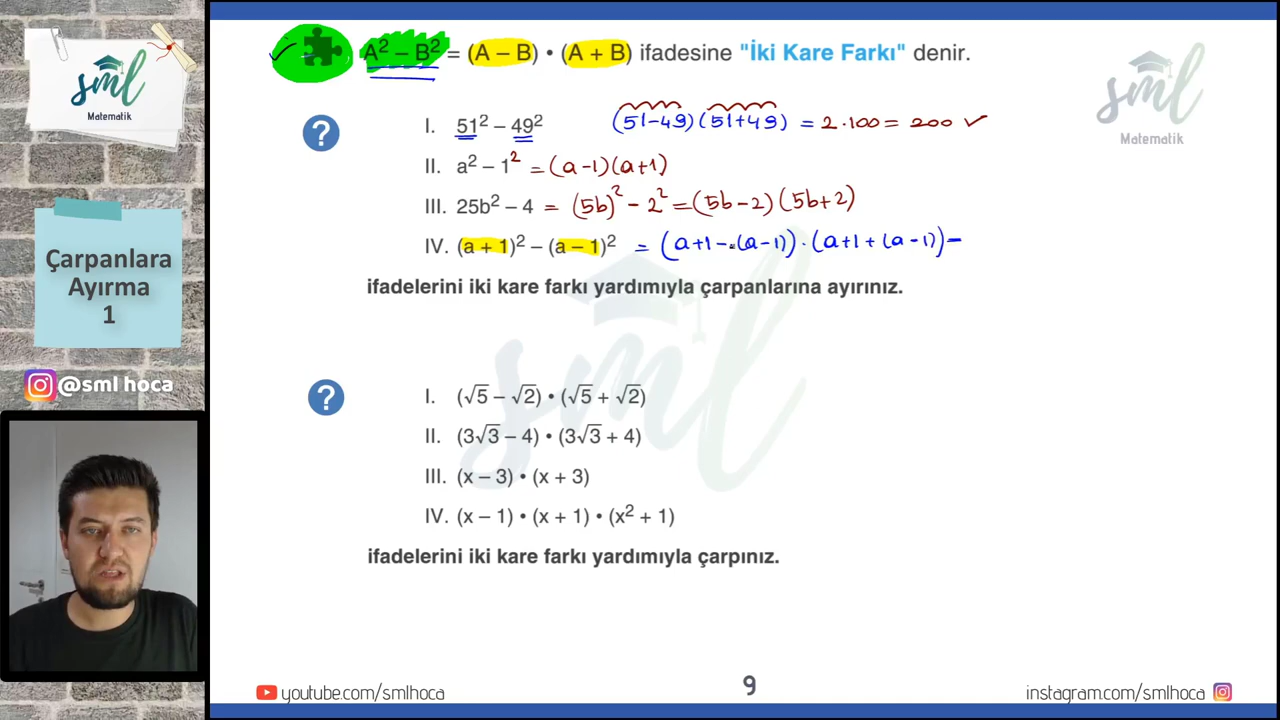 sml
Matematik
Çarpanlara
Ayırma
1
@sml hoca
✓ A² – B² = (A – B) • (A + B) ifadesine "İki Kare Farkı" denir.
sml
Matematik
? I. 51² – 49² (51-49)(51+49) = 2.100 = 200 ✓
II. a² – 1² = (a-1)(a+1)
III. 25b² – 4 = (5b)² - 2² = (5b-2)(5b+2)
IV. (a + 1)² – (a – 1)² = (a+1-(a-1)).(a+1+(a-1)) -
ifadelerini iki kare farkı yardımıyla çarpanlarına ayırınız.
sml
? I. (√5 – √2) • (√5 + √2)
II. (3√3 – 4) • (3√3 + 4)
III. (x – 3) • (x + 3)
IV. (x – 1) • (x + 1) • (x² + 1)
ifadelerini iki kare farkı yardımıyla çarpınız.
youtube.com/smlhoca
9
instagram.com/smlhoca